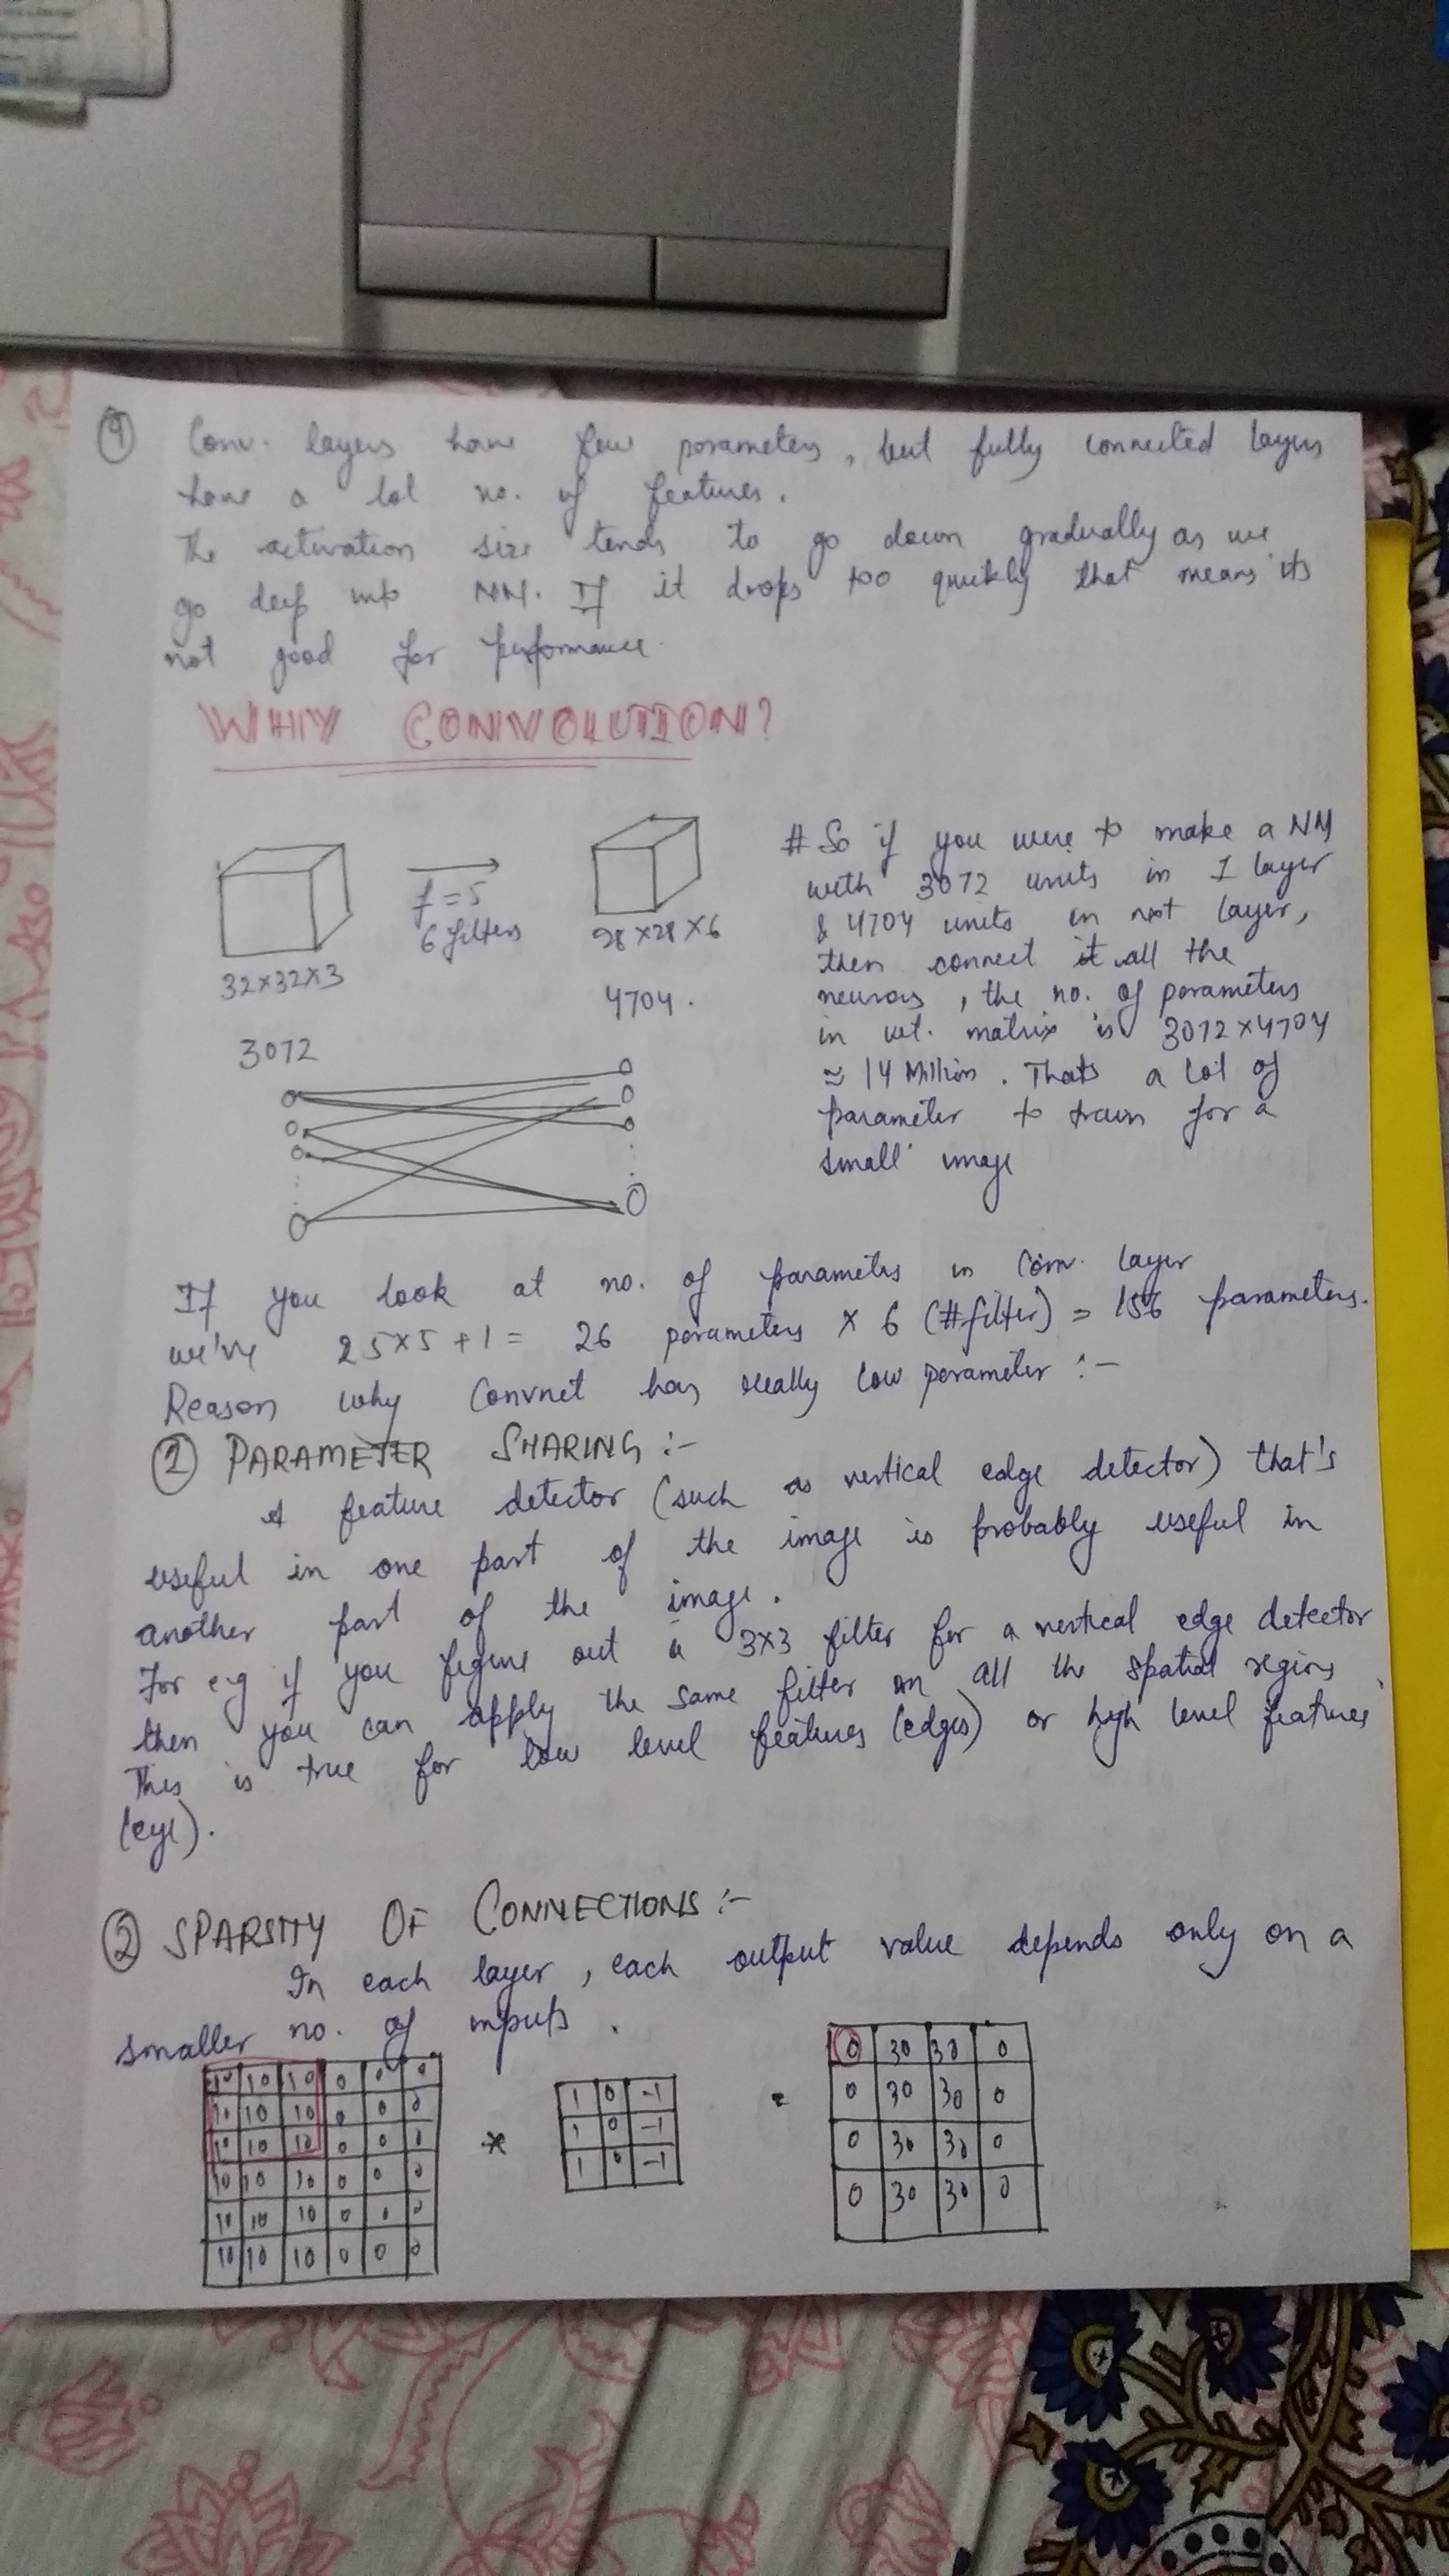 9 Conv. layers have few parameters, but fully connected layers
have a lol no. of features.
The activation size tends to go down gradually as we
go deep into NN. If it drops too quickly that means its
not good for performance.
WHY CONVOLUTION?
f=5
6 filters
32×32×3
28×28×6
3072
4704.
# So if you were to make a NN
with 3072 units in 1 layer
& 4704 units in next layer,
then connect it all the
neurons, the no. of parameters
in wt. matrix is 3072×4704
≈ 14 Million. Thats a lot of
parameter to train for a
small image
If you look at no. of parameters in Conv. layer
we've 25×5+1 = 26 parameters × 6 (#filter) = 156 parameters.
Reason why Convnet has really low parameter :-
① PARAMETER SHARING :-
A feature detector (such as vertical edge detector) that's
useful in one part of the image is probably useful in
another part of the image.
For eg if you figure out a 3×3 filter for a vertical edge detector
then you can apply the same filter on all the spatial regions.
This is true for low level features (edges) or high level features
(eye).
② SPARSITY OF CONNECTIONS :-
In each layer, each output value depends only on a
smaller no. of inputs.
10 10 10 0 0 0
10 10 10 0 0 0
10 10 10 0 0 0
10 10 10 0 0 0
10 10 10 0 0 0
10 10 10 0 0 0
*
1 0 -1
1 0 -1
1 0 -1
=
0 30 30 0
0 30 30 0
0 30 30 0
0 30 30 0